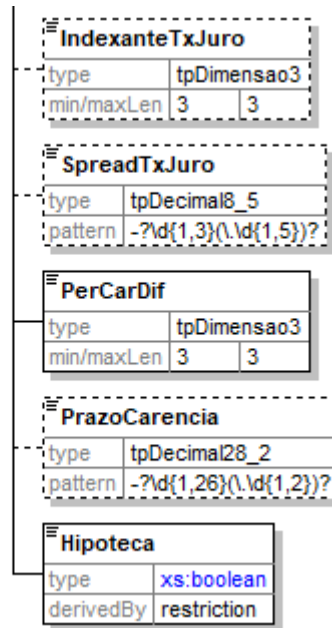 IndexanteTxJuro
type tpDimensao3
min/maxLen 3 3
SpreadTxJuro
type tpDecimal8_5
pattern -?\d{1,3}(\.\d{1,5})?
PerCarDif
type tpDimensao3
min/maxLen 3 3
PrazoCarencia
type tpDecimal28_2
pattern -?\d{1,26}(\.\d{1,2})?
Hipoteca
type xs:boolean
derivedBy restriction